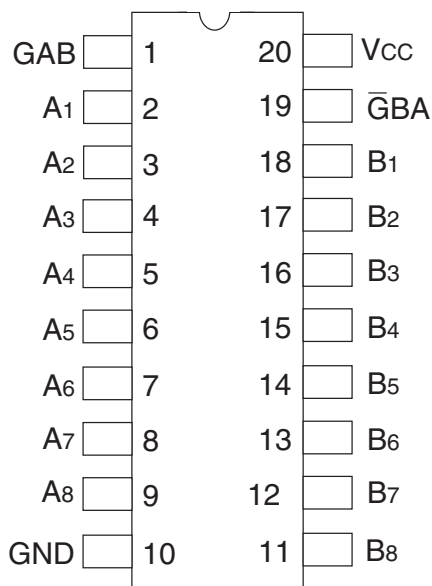 GAB 1 20 VCC
A1 2 19 G̅BA
A2 3 18 B1
A3 4 17 B2
A4 5 16 B3
A5 6 15 B4
A6 7 14 B5
A7 8 13 B6
A8 9 12 B7
GND 10 11 B8